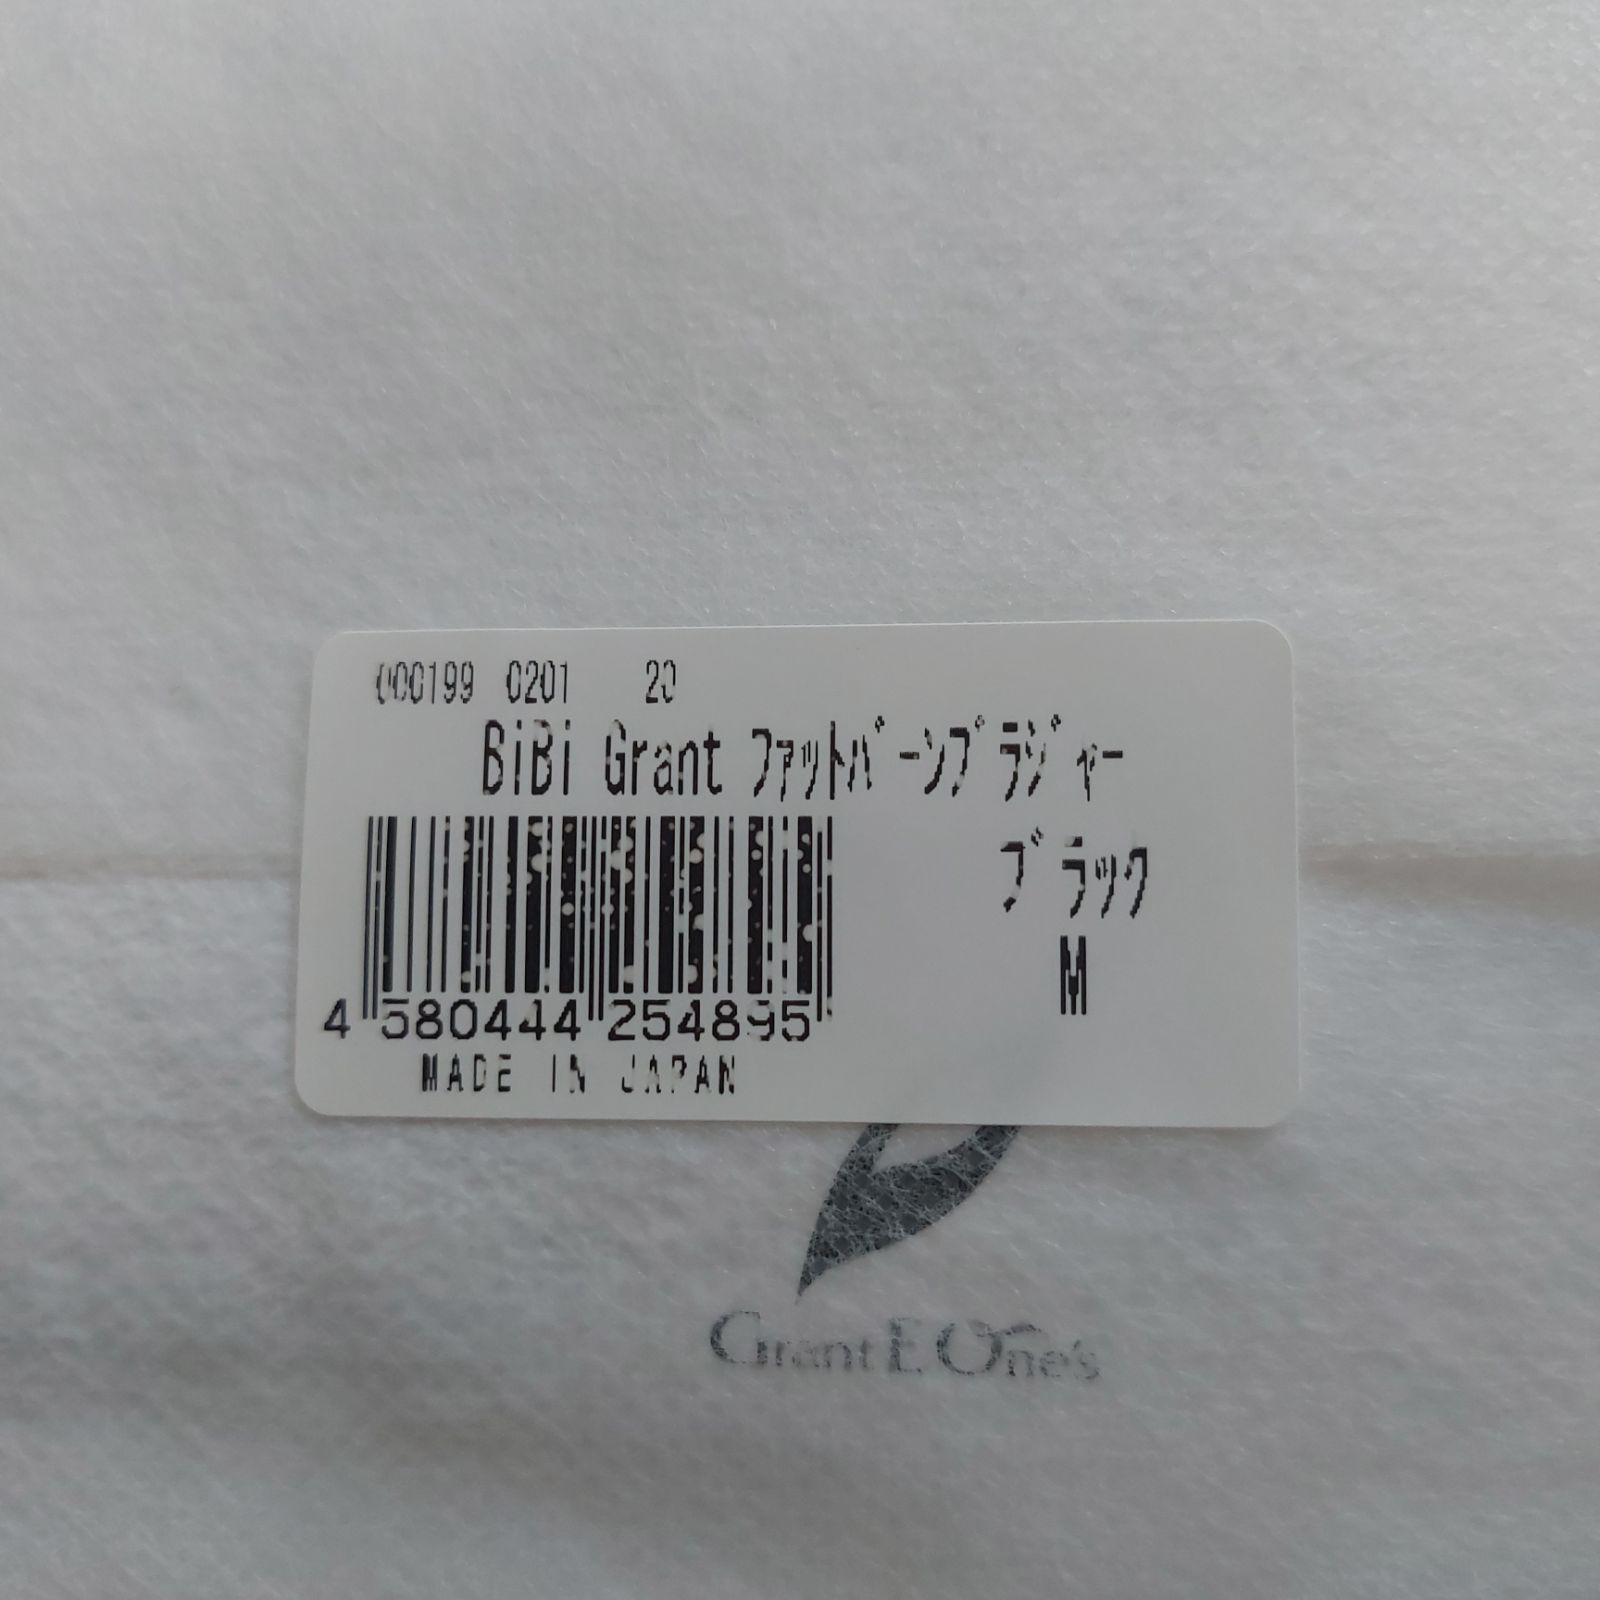 000199 0201 20
BiBi Grant ファットバーンブラジャー
ブラック
M
4 580444 254895
MADE IN JAPAN
Grant E One's